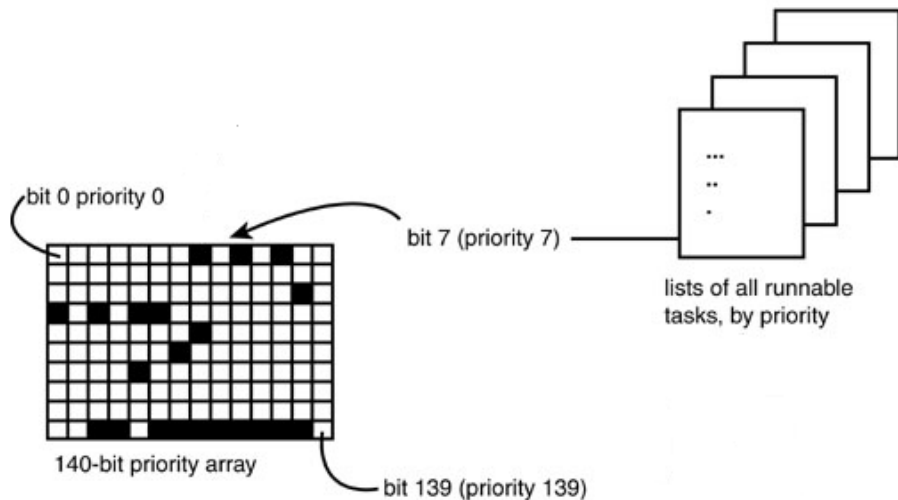 bit 0 priority 0
bit 7 (priority 7)
...
..
.
lists of all runnable
tasks, by priority
140-bit priority array
bit 139 (priority 139)